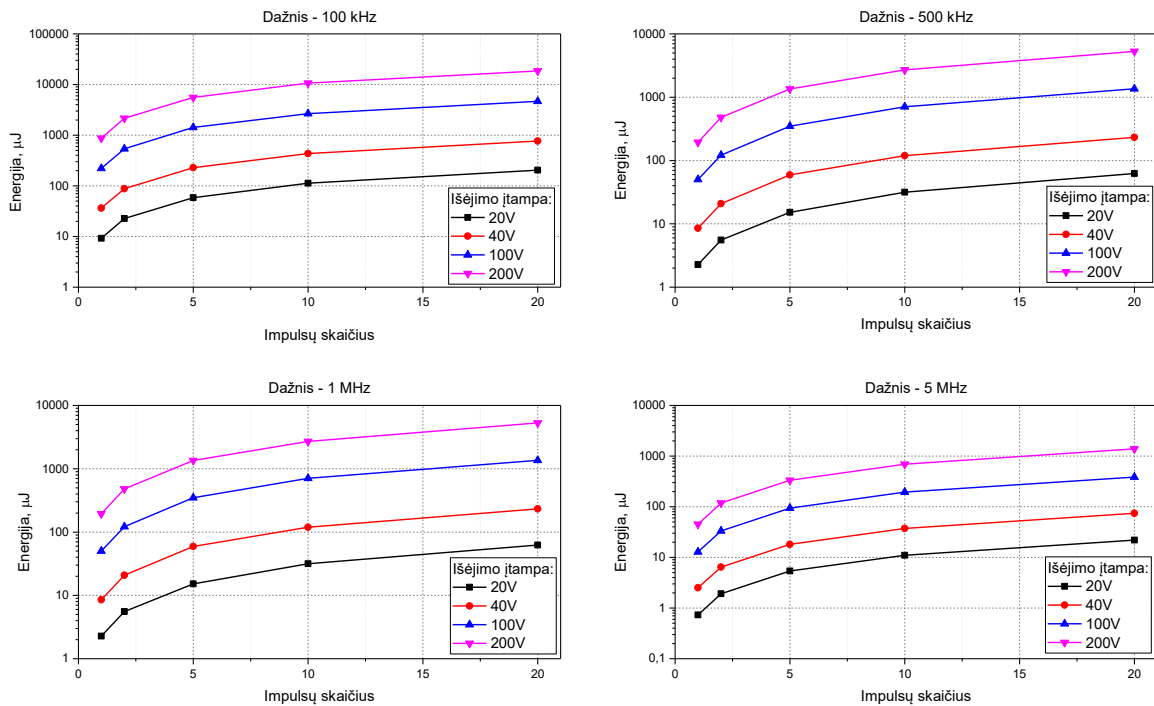 Dažnis - 100 kHz
100000
10000
1000
100
10
1
Energija, µJ
0
5
10
15
20
Impulsų skaičius
Išėjimo įtampa:
20V
40V
100V
200V
Dažnis - 500 kHz
10000
1000
100
10
1
Energija, µJ
0
5
10
15
20
Impulsų skaičius
Išėjimo įtampa:
20V
40V
100V
200V
Dažnis - 1 MHz
10000
1000
100
10
1
Energija, µJ
0
5
10
15
20
Impulsų skaičius
Išėjimo įtampa:
20V
40V
100V
200V
Dažnis - 5 MHz
10000
1000
100
10
1
0,1
Energija, µJ
0
5
10
15
20
Impulsų skaičius
Išėjimo įtampa:
20V
40V
100V
200V